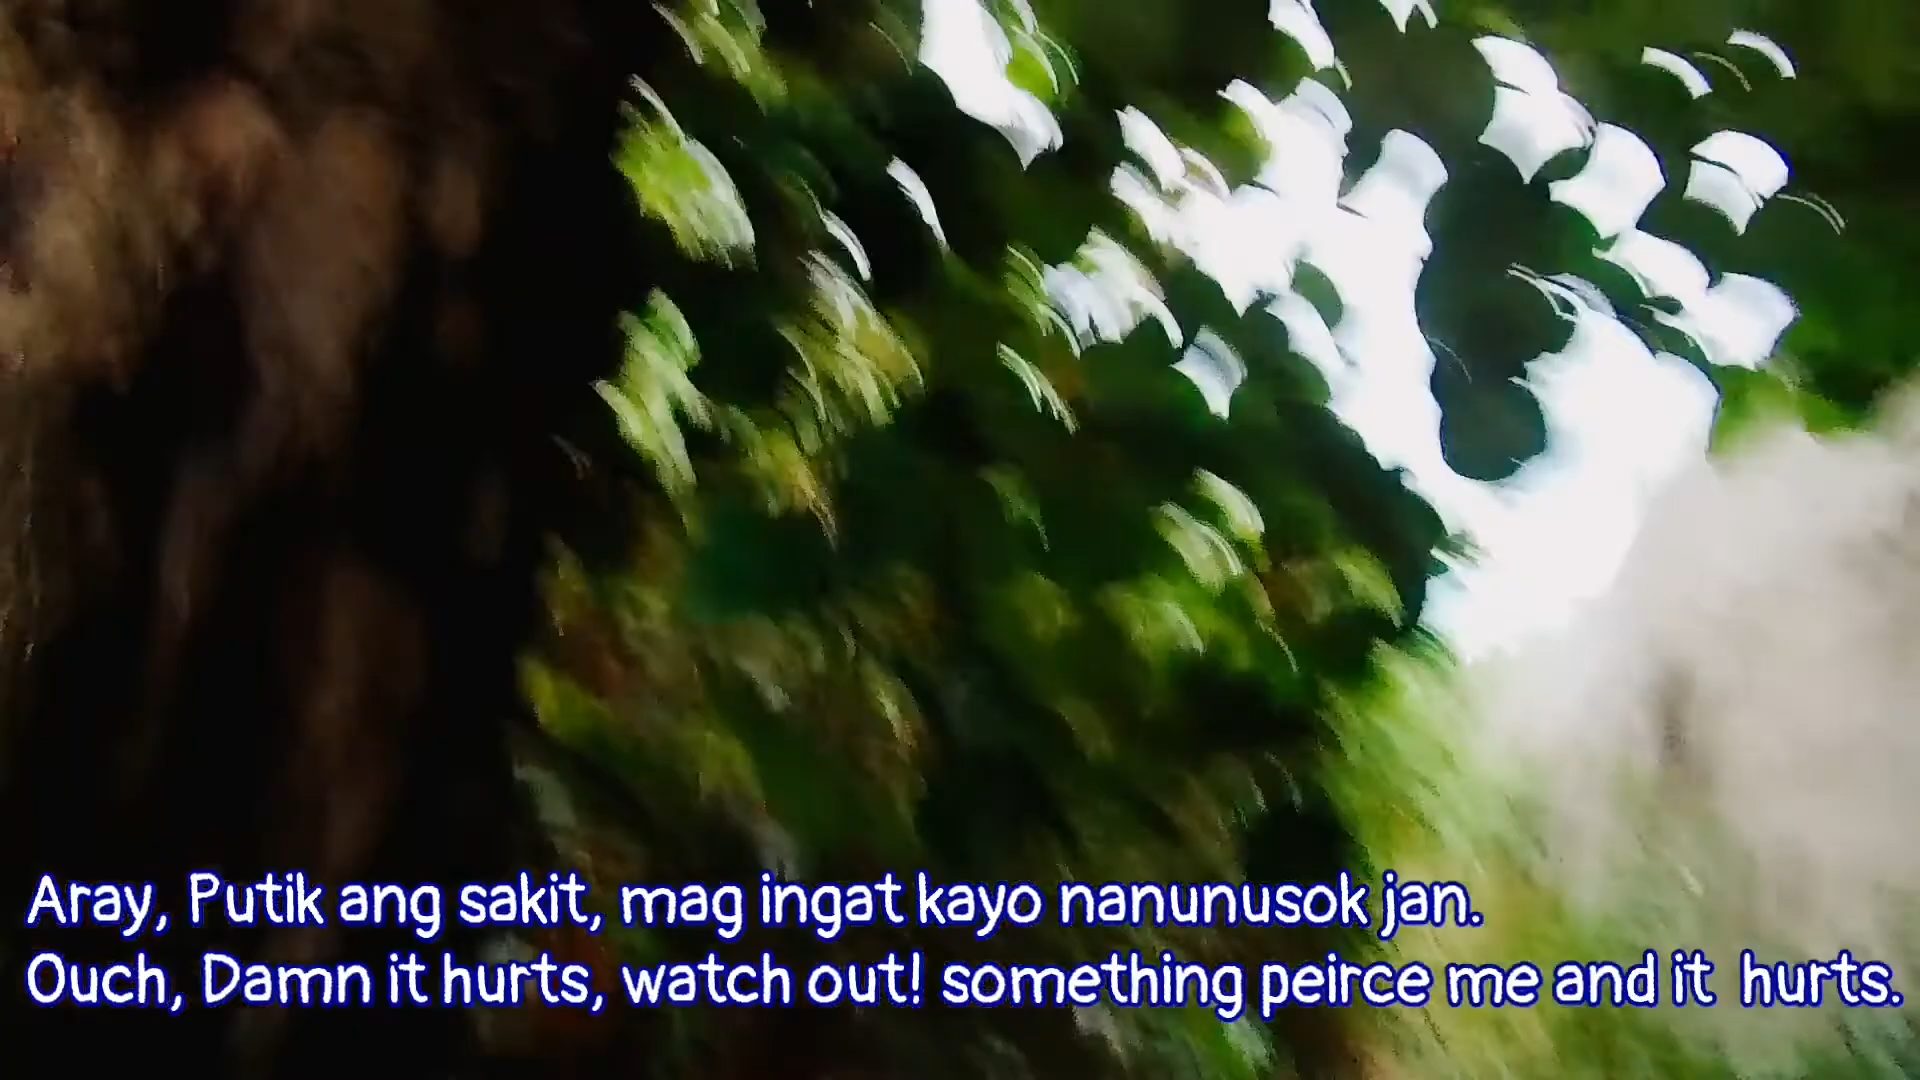 Aray, Putik ang sakit, mag ingat kayo nanunusok jan.
Ouch, Damn it hurts, watch out! something peirce me and it hurts.